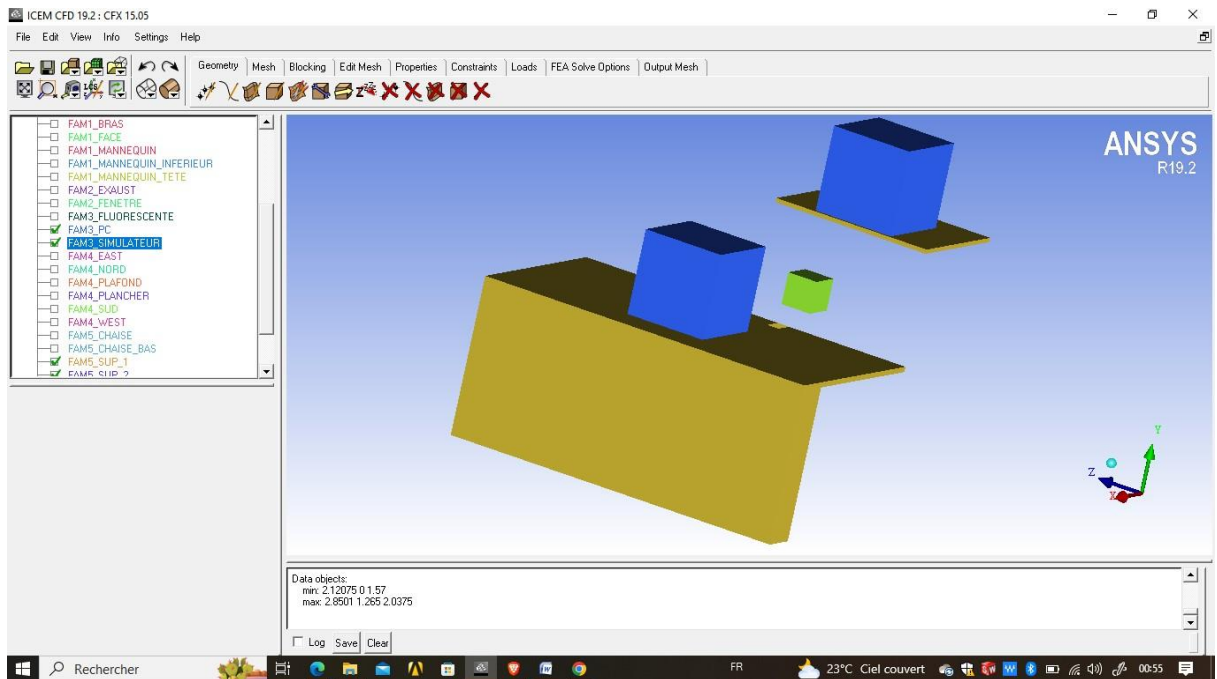 ICEM CFD 19.2 : CFX 15.05
File Edit View Info Settings Help
Geometry Mesh Blocking Edit Mesh Properties Constraints Loads FEA Solve Options Output Mesh
FAM1_BRAS
FAM1_FACE
FAM1_MANNEQUIN
FAM1_MANNEQUIN_INFERIEUR
FAM1_MANNEQUIN_TETE
FAM2_EXAUST
FAM2_FENETRE
FAM3_FLUORESCENTE
FAM3_PC
FAM3_SIMULATEUR
FAM4_EAST
FAM4_NORD
FAM4_PLAFOND
FAM4_PLANCHER
FAM4_SUD
FAM4_WEST
FAM5_CHAISE
FAM5_CHAISE_BAS
FAM5_SUP_1
FAM5_SUP_2
ANSYS
R19.2
Y
Z
X
Data objects:
min: 2.12075 0 1.57
max: 2.8501 1.265 2.0375
Log Save Clear
Rechercher
FR
23°C Ciel couvert
00:55